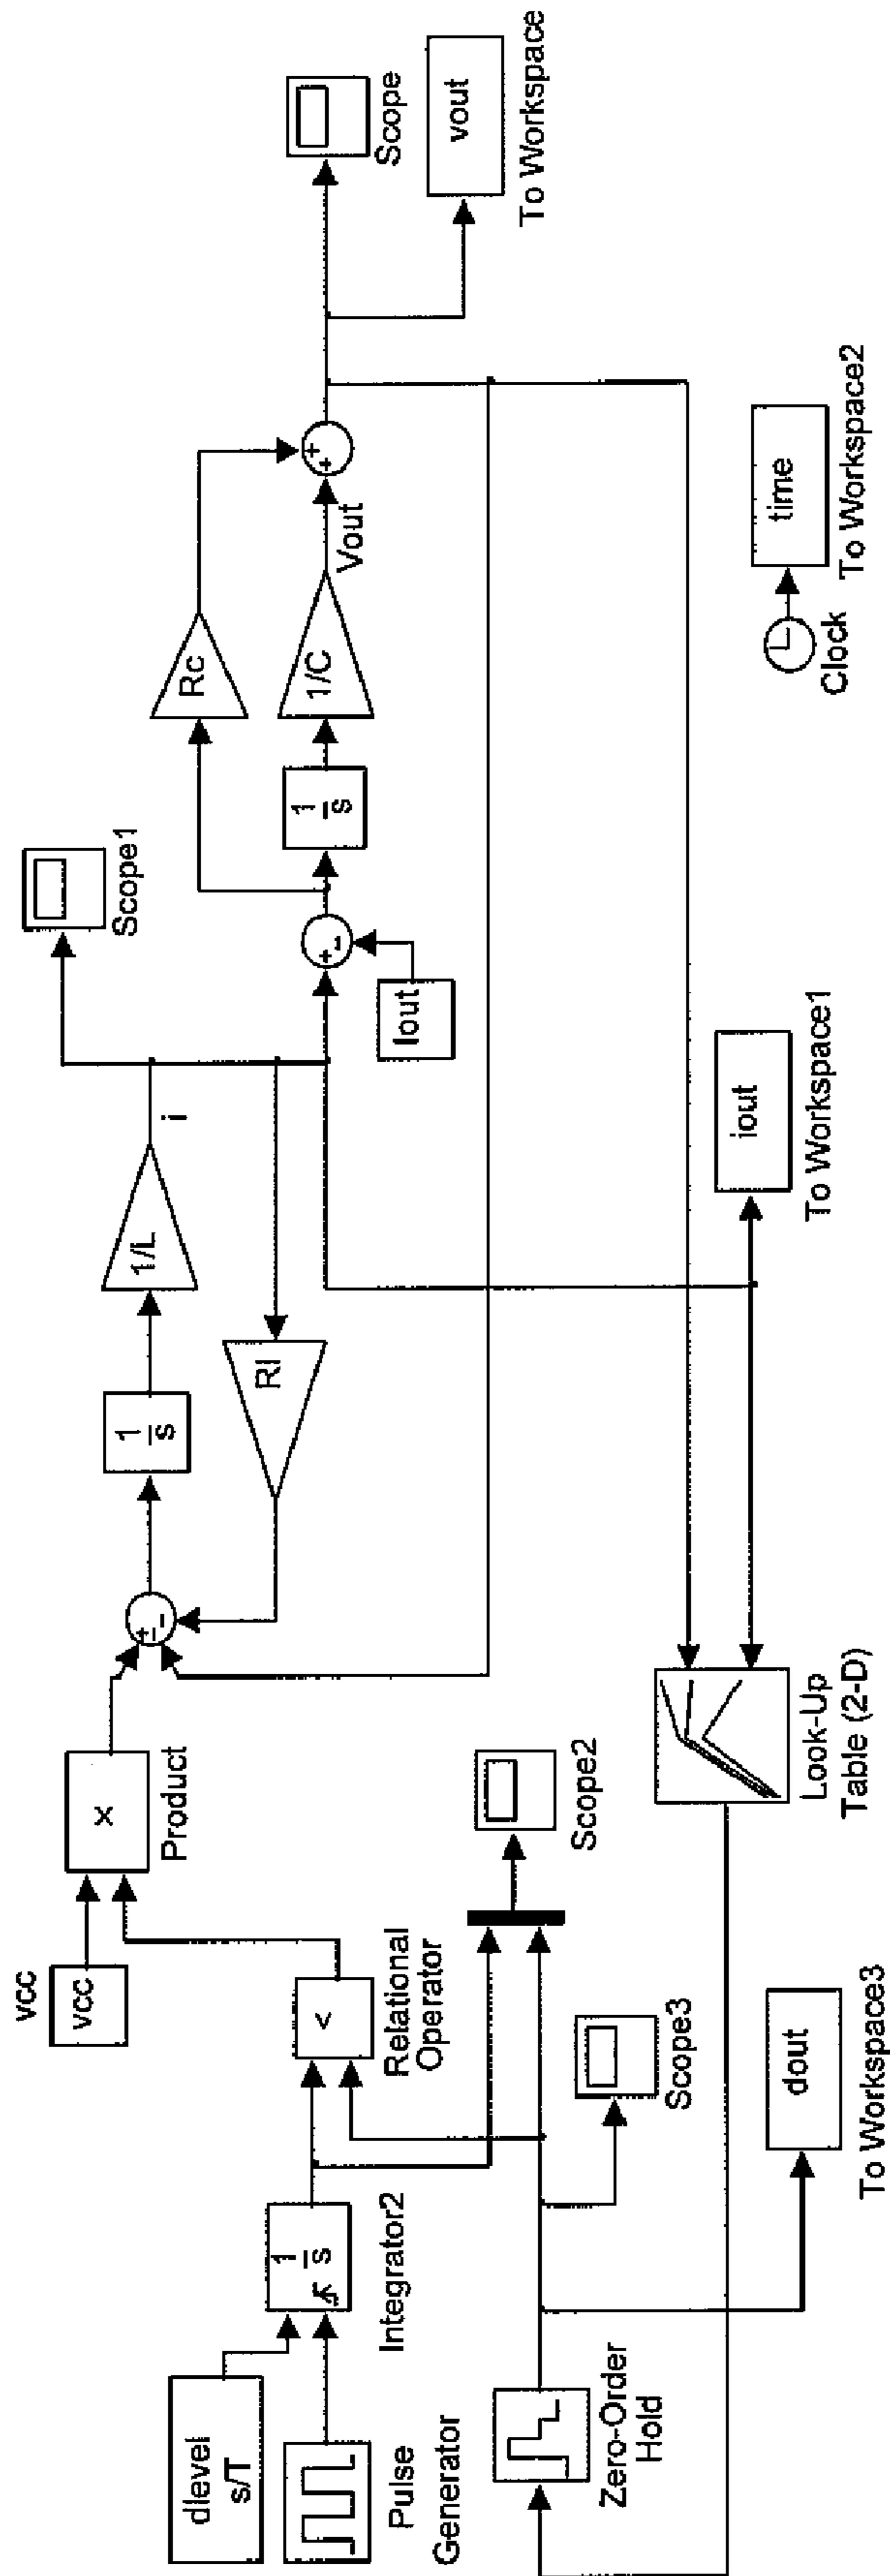 vcc
vcc
x
Product
dlevel
s/T
Pulse
Generator
1
s
Integrator2
<
Relational
Operator
Zero-Order
Hold
Scope2
Scope3
dout
To Workspace3
+
-
-
1
s
1/L
i
Rl
Scope1
Iout
+
-
1
s
Rc
1/C
Vout
+
+
Scope
vout
To Workspace
Look-Up
Table (2-D)
iout
To Workspace1
Clock
time
To Workspace2